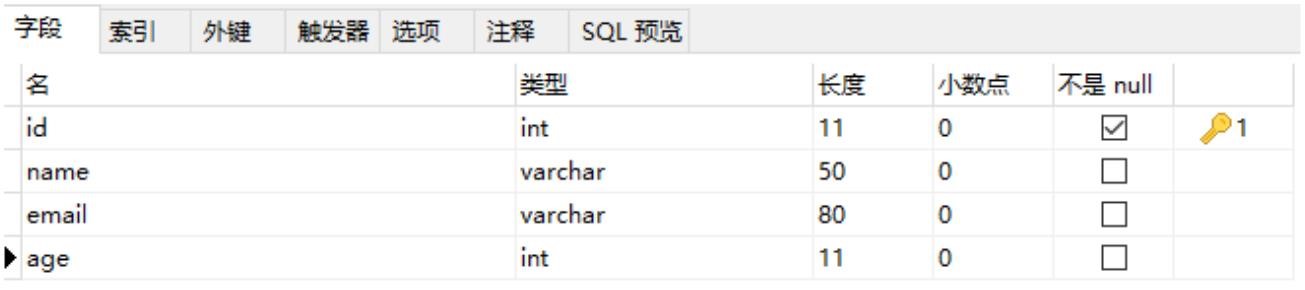 字段 索引 外键 触发器 选项 注释 SQL 预览
名 类型 长度 小数点 不是 null
id int 11 0 1
name varchar 50 0
email varchar 80 0
age int 11 0